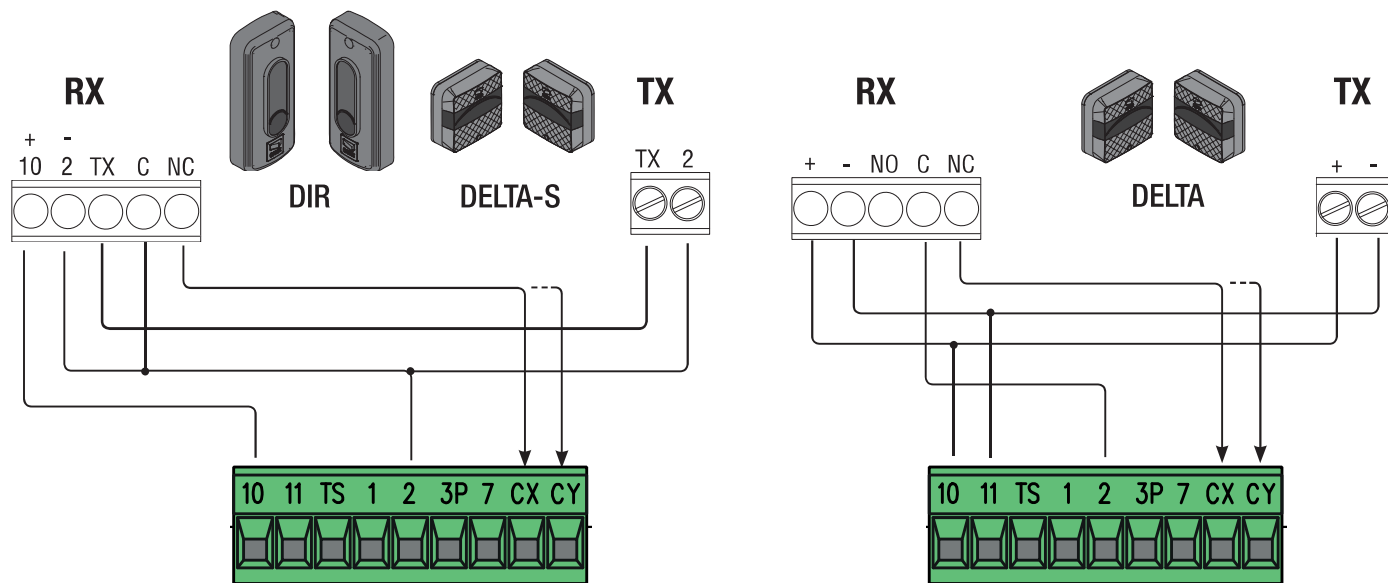 RX
TX
+ -
10 2 TX C NC
TX 2
DIR
DELTA-S
10 11 TS 1 2 3P 7 CX CY
RX
TX
+ - NO C NC
+ -
DELTA
10 11 TS 1 2 3P 7 CX CY